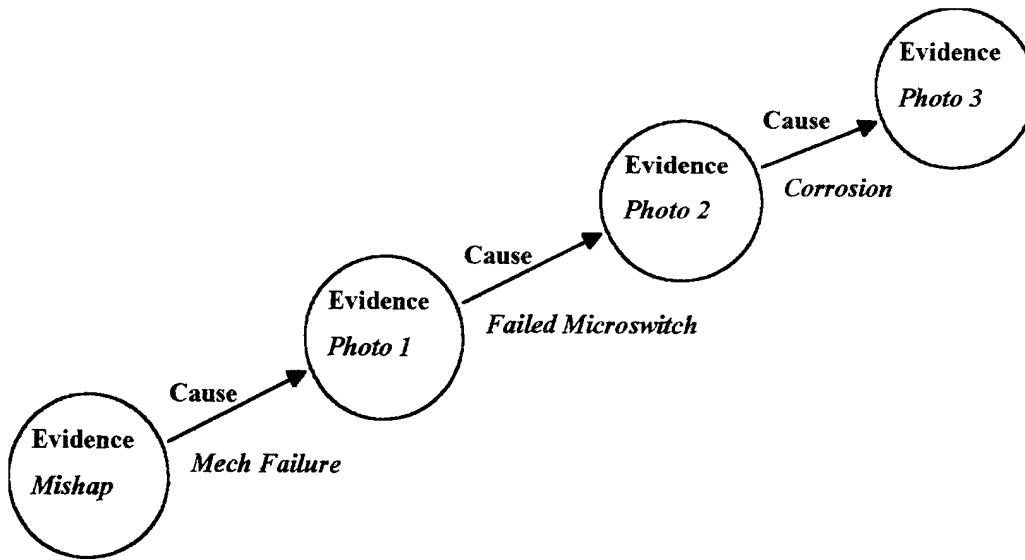 Evidence
Photo 3
Cause
Corrosion
Evidence
Photo 2
Cause
Failed Microswitch
Evidence
Photo 1
Cause
Mech Failure
Evidence
Mishap